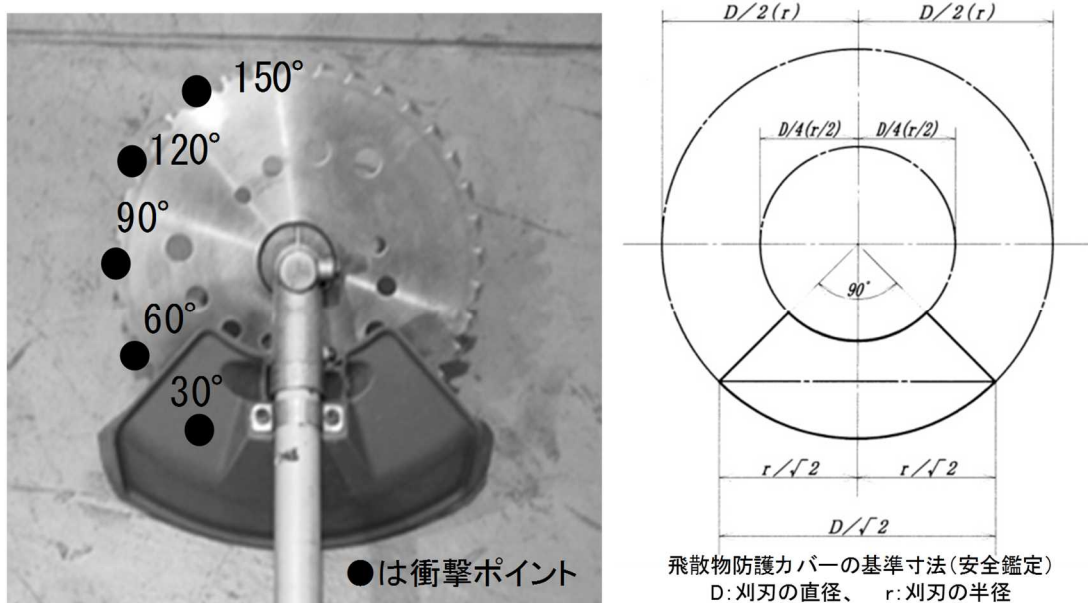 150°
120°
90°
60°
30°
●は衝撃ポイント
D/2(r) D/2(r)
D/4(r/2) D/4(r/2)
90°
r/√2 r/√2
D/√2
飛散物防護カバーの基準寸法(安全鑑定)
D:刈刃の直径、 r:刈刃の半径